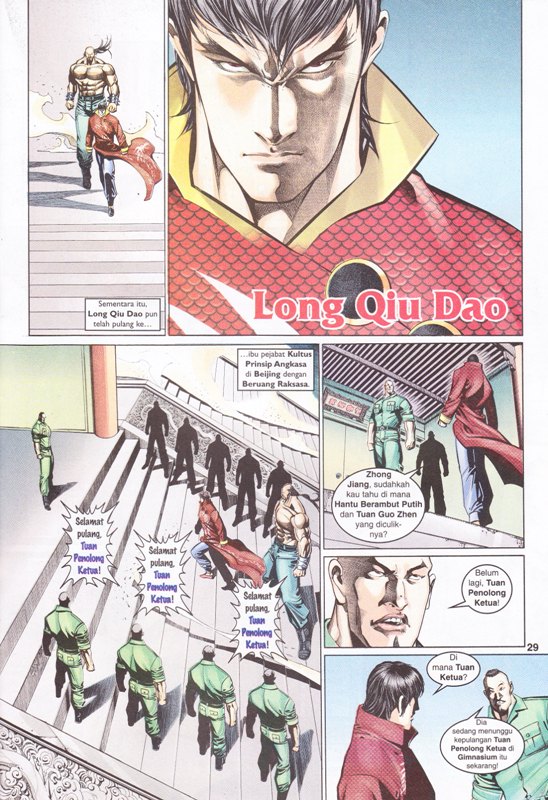 Sementara itu,
Long Qiu Dao pun
telah pulang ke...
Long Qiu Dao
...ibu pejabat Kultus
Prinsip Angkasa
di Beijing dengan
Beruang Raksasa.
Selamat
pulang,
Tuan
Penolong
Ketua!
Selamat
pulang,
Tuan
Penolong
Ketua!
Selamat
pulang,
Tuan
Penolong
Ketua!
Zhong
Jiang, sudahkah
kau tahu di mana
Hantu Berambut Putih
dan Tuan Guo Zhen
yang diculik-
nya?
Belum
lagi, Tuan
Penolong
Ketua!
29
Di
mana Tuan
Ketua?
Dia
sedang menunggu
kepulangan Tuan
Penolong Ketua di
Gimnasium itu
sekarang!